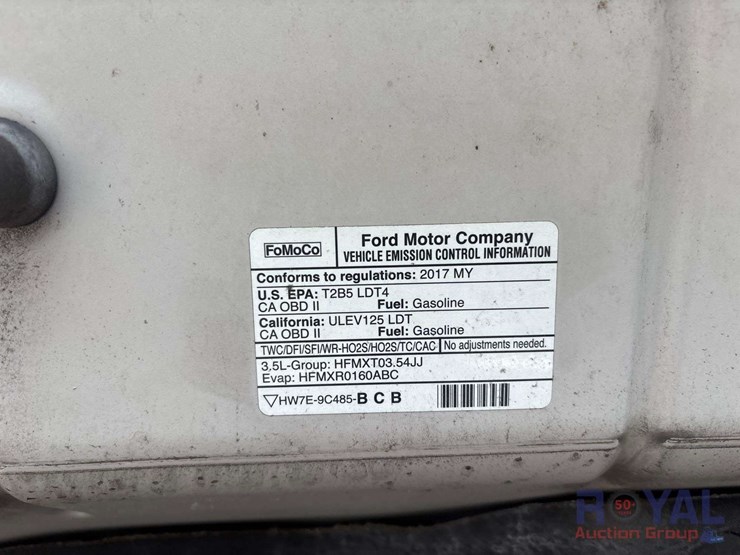 FoMoCo
Ford Motor Company
VEHICLE EMISSION CONTROL INFORMATION
Conforms to regulations: 2017 MY
U.S. EPA: T2B5 LDT4
CA OBD II Fuel: Gasoline
California: ULEV125 LDT
CA OBD II Fuel: Gasoline
TWC/DFI/SFI/WR-HO2S/HO2S/TC/CAC No adjustments needed.
3.5L-Group: HFMXT03.54JJ
Evap: HFMXR0160ABC
HW7E-9C485-B C B
ROYAL
50+
Auction Group